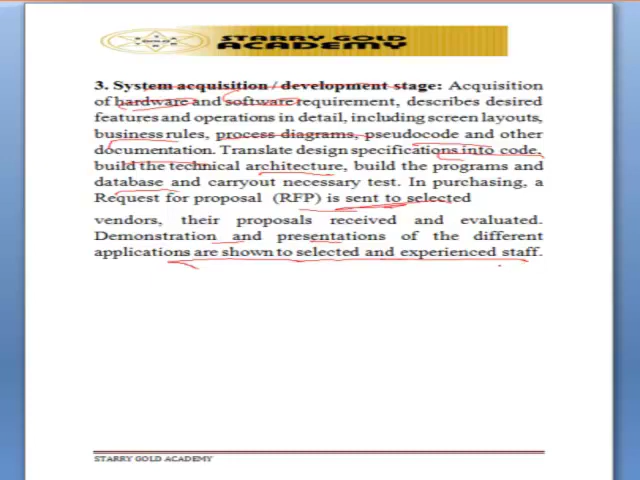 STARRY GOLD
ACADEMY
GOLD
3. System acquisition / development stage: Acquisition
of hardware and software requirement, describes desired
features and operations in detail, including screen layouts,
business rules, process diagrams, pseudocode and other
documentation. Translate design specifications into code,
build the technical architecture, build the programs and
database and carryout necessary test. In purchasing, a
Request for proposal (RFP) is sent to selected
vendors, their proposals received and evaluated.
Demonstration and presentations of the different
applications are shown to selected and experienced staff.
STARRY GOLD ACADEMY